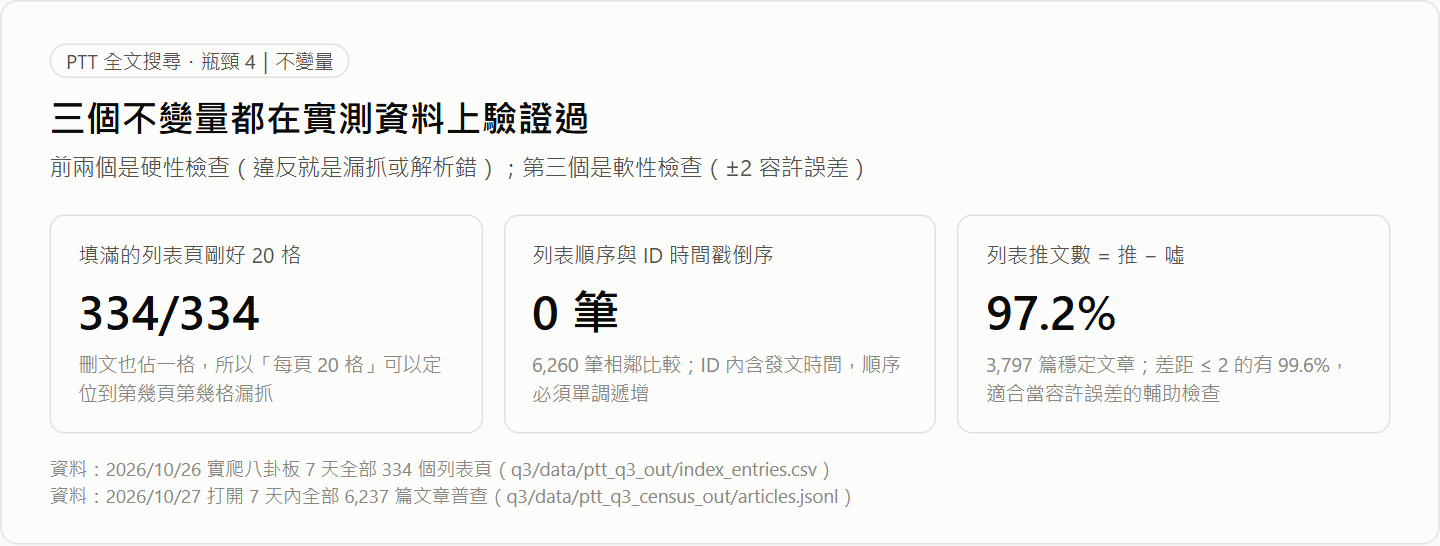 PTT 全文搜尋 · 瓶頸 4 | 不變量
三個不變量都在實測資料上驗證過
前兩個是硬性檢查（違反就是漏抓或解析錯）；第三個是軟性檢查（±2 容許誤差）
填滿的列表頁剛好 20 格
334/334
刪文也佔一格，所以「每頁 20 格」可以定
位到第幾頁第幾格漏抓
列表順序與 ID 時間戳倒序
0 筆
6,260 筆相鄰比較；ID 內含發文時間，順序
必須單調遞增
列表推文數 = 推 − 噓
97.2%
3,797 篇穩定文章；差距 ≤ 2 的有 99.6%，
適合當容許誤差的輔助檢查
資料：2026/10/26 實爬八卦板 7 天全部 334 個列表頁（q3/data/ptt_q3_out/index_entries.csv）
資料：2026/10/27 打開 7 天內全部 6,237 篇文章普查（q3/data/ptt_q3_census_out/articles.jsonl）